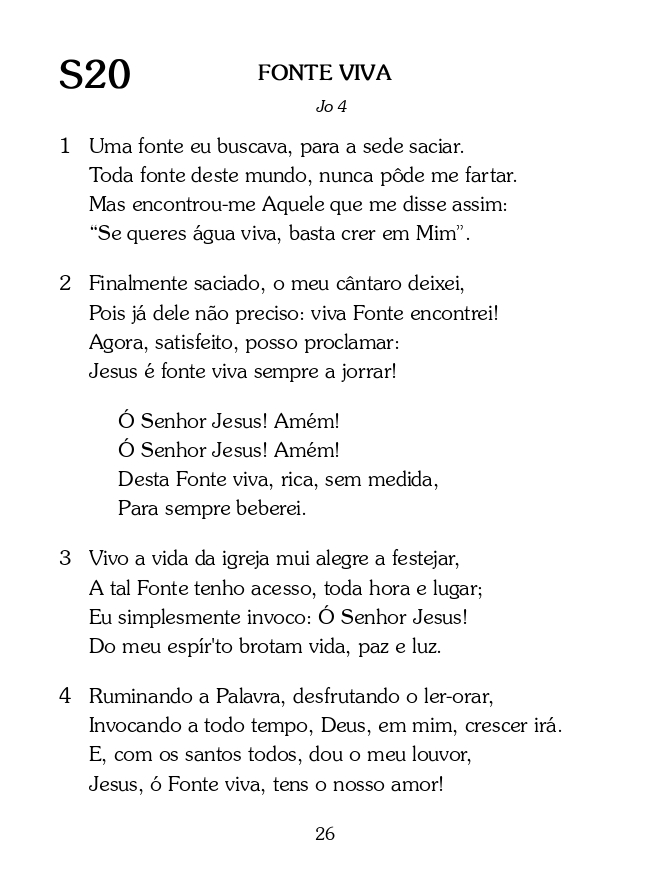 S20
FONTE VIVA
Jo 4
1 Uma fonte eu buscava, para a sede saciar.
Toda fonte deste mundo, nunca pôde me fartar.
Mas encontrou-me Aquele que me disse assim:
“Se queres água viva, basta crer em Mim”.
2 Finalmente saciado, o meu cântaro deixei,
Pois já dele não preciso: viva Fonte encontrei!
Agora, satisfeito, posso proclamar:
Jesus é fonte viva sempre a jorrar!
Ó Senhor Jesus! Amém!
Ó Senhor Jesus! Amém!
Desta Fonte viva, rica, sem medida,
Para sempre beberei.
3 Vivo a vida da igreja mui alegre a festejar,
A tal Fonte tenho acesso, toda hora e lugar;
Eu simplesmente invoco: Ó Senhor Jesus!
Do meu espír'to brotam vida, paz e luz.
4 Ruminando a Palavra, desfrutando o ler-orar,
Invocando a todo tempo, Deus, em mim, crescer irá.
E, com os santos todos, dou o meu louvor,
Jesus, ó Fonte viva, tens o nosso amor!
26